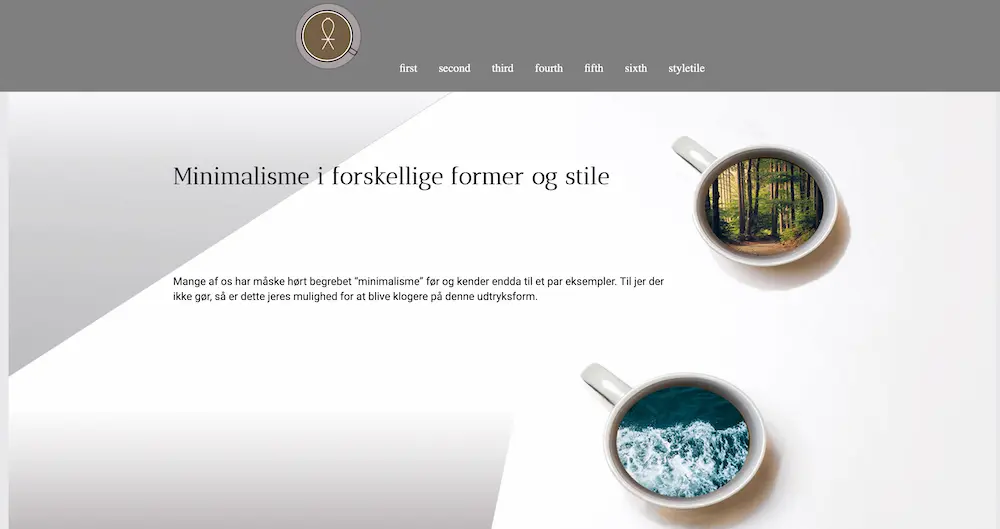 first second third fourth fifth sixth styletile
Minimalisme i forskellige former og stile
Mange af os har måske hørt begrebet “minimalisme” før og kender endda til et par eksempler. Til jer der
ikke gør, så er dette jeres mulighed for at blive klogere på denne udtryksform.